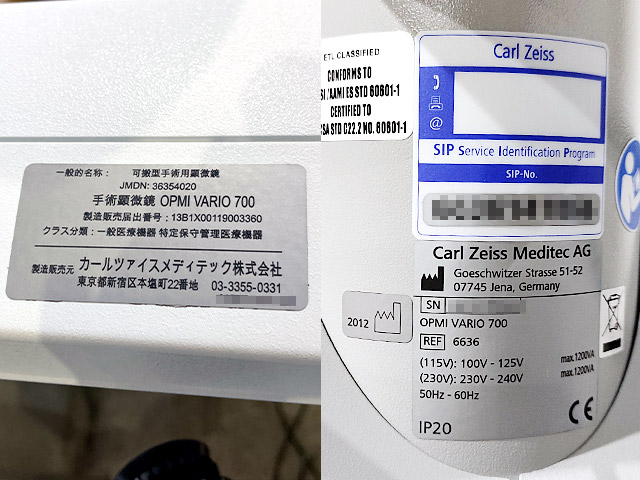 一般的名称： 可搬型手術用顕微鏡
JMDN: 36354020
手術顕微鏡 OPMI VARIO 700
製造販売届出番号：13B1X00119003360
クラス分類：一般医療機器 特定保守管理医療機器
製造販売元 カールツァイスメディテック株式会社
東京都新宿区本塩町22番地 03-3355-0331
ETL CLASSIFIED
CONFORMS TO
SI /AAMI ES STD 60601-1
CERTIFIED TO
SA STD C22.2 NO. 60601-1
Carl Zeiss
@
SIP Service Identification Program
SIP-No.
Carl Zeiss Meditec AG
Goeschwitzer Strasse 51-52
07745 Jena, Germany
2012
SN
OPMI VARIO 700
REF 6636
(115V): 100V - 125V max.1200VA
(230V): 230V - 240V max.1200VA
50Hz - 60Hz
IP20 CE